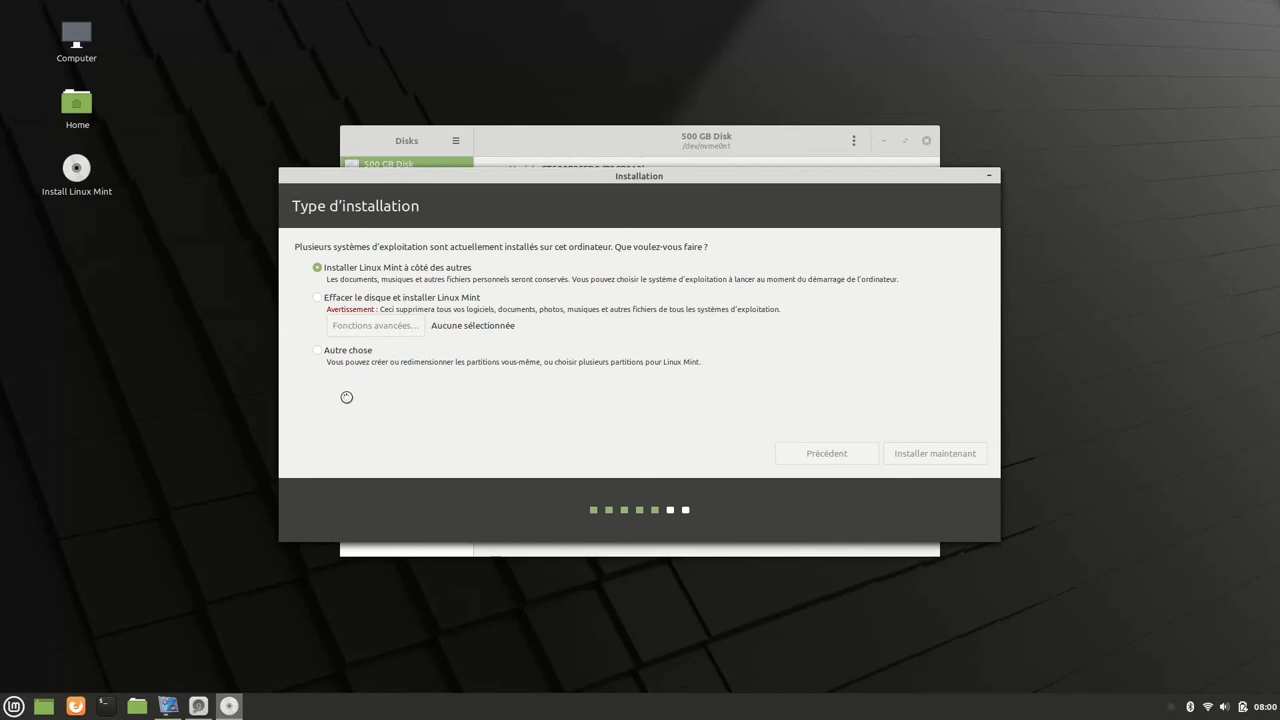 Computer
Home
Install Linux Mint
Disks
500 GB Disk
/dev/nvme0n1
500 GB Disk
Installation
Type d'installation
Plusieurs systèmes d'exploitation sont actuellement installés sur cet ordinateur. Que voulez-vous faire ?
Installer Linux Mint à côté des autres
Les documents, musiques et autres fichiers personnels seront conservés. Vous pouvez choisir le système d'exploitation à lancer au moment du démarrage de l'ordinateur.
Effacer le disque et installer Linux Mint
Avertissement : Ceci supprimera tous vos logiciels, documents, photos, musiques et autres fichiers de tous les systèmes d'exploitation.
Fonctions avancées… Aucune sélectionnée
Autre chose
Vous pouvez créer ou redimensionner les partitions vous-même, ou choisir plusieurs partitions pour Linux Mint.
Précédent
Installer maintenant
08:00